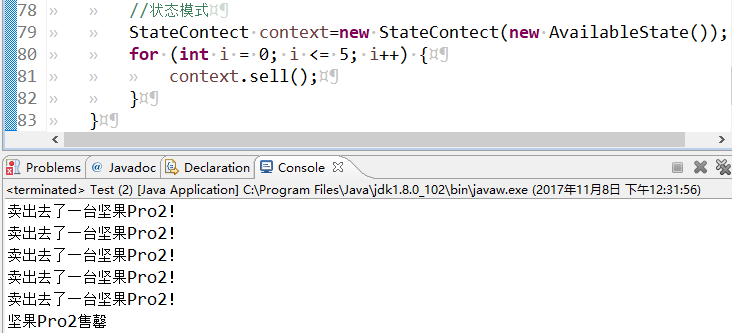 78 //状态模式
79 StateContect context=new StateContect(new AvailableState());
80 for (int i = 0; i <= 5; i++) {
81 context.sell();
82 }
83 }
Problems @ Javadoc Declaration Console
<terminated> Test (2) [Java Application] C:\Program Files\Java\jdk1.8.0_102\bin\javaw.exe (2017年11月8日 下午12:31:56)
卖出去了一台坚果Pro2!
卖出去了一台坚果Pro2!
卖出去了一台坚果Pro2!
卖出去了一台坚果Pro2!
卖出去了一台坚果Pro2!
坚果Pro2售罄